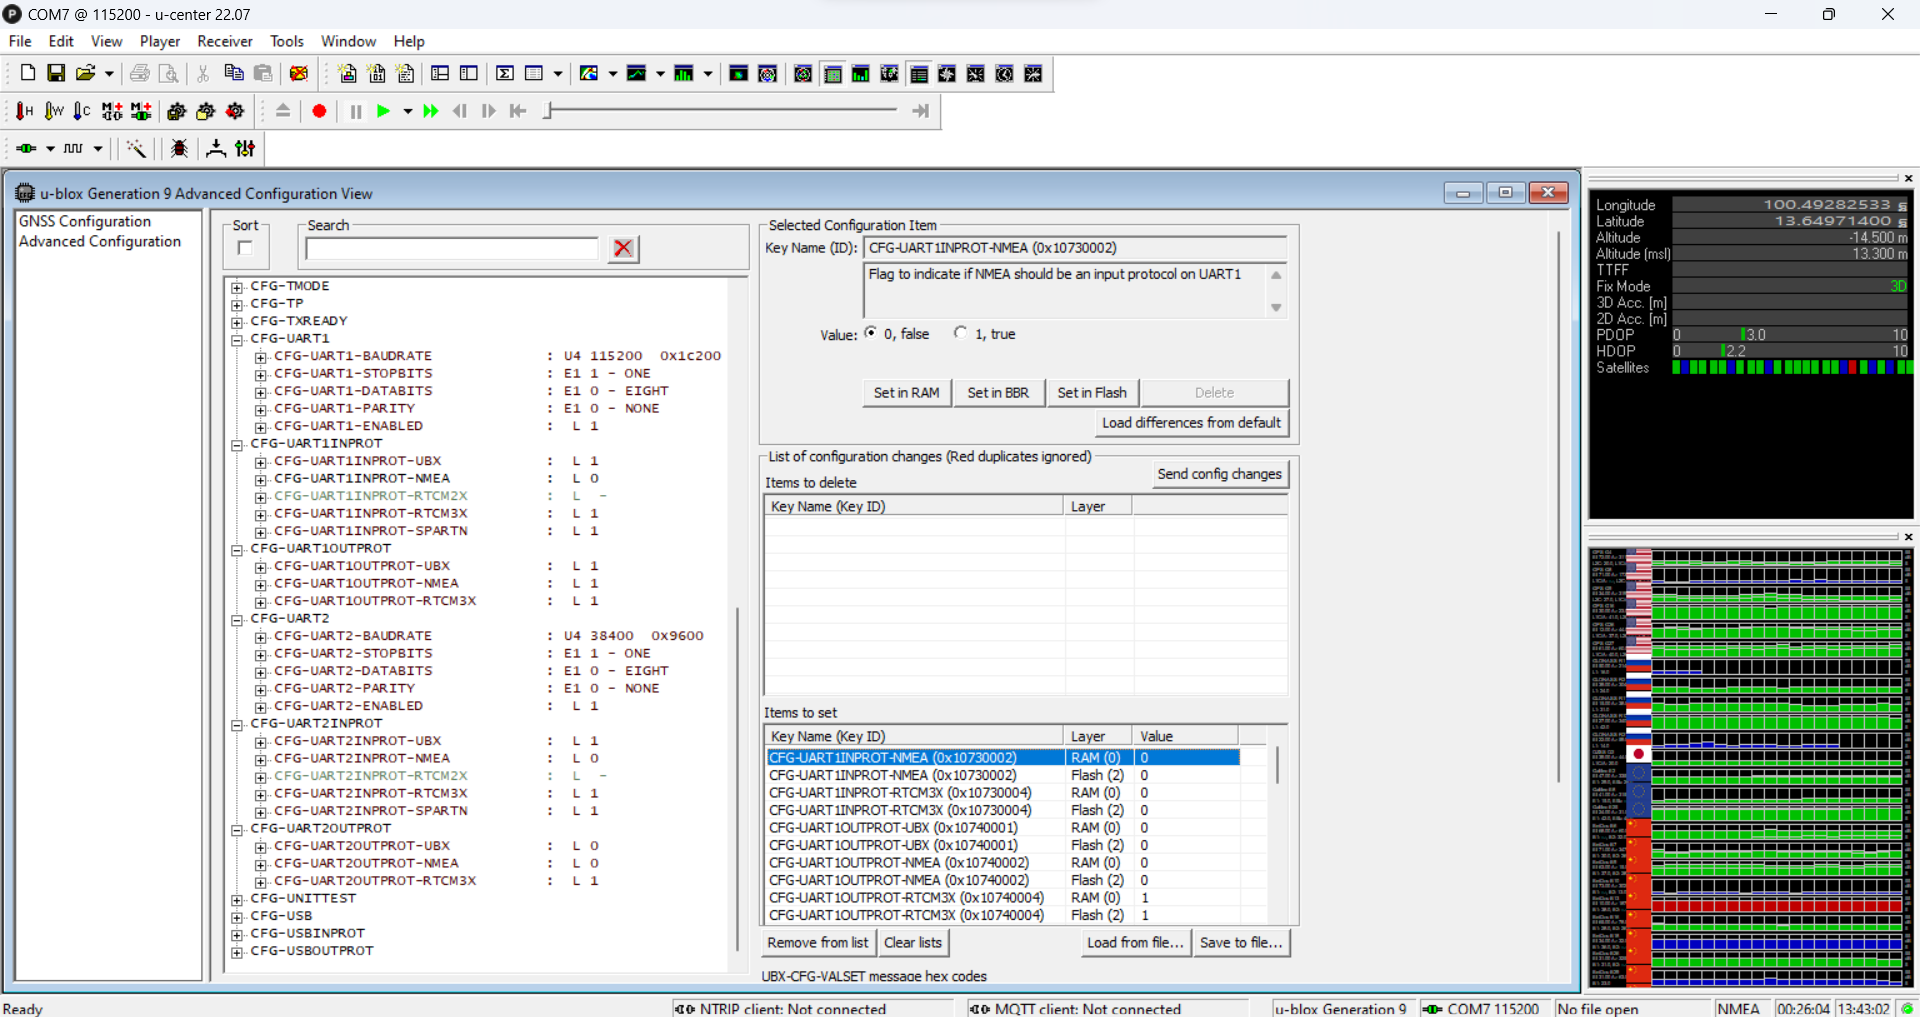 COM7 @ 115200 - u-center 22.07
File Edit View Player Receiver Tools Window Help
u-blox Generation 9 Advanced Configuration View
GNSS Configuration
Advanced Configuration
Sort
Search
CFG-TMODE
CFG-TP
CFG-TXREADY
CFG-UART1
CFG-UART1-BAUDRATE : U4 115200 0x1c200
CFG-UART1-STOPBITS : E1 1 - ONE
CFG-UART1-DATABITS : E1 0 - EIGHT
CFG-UART1-PARITY : E1 0 - NONE
CFG-UART1-ENABLED : L 1
CFG-UART1INPROT
CFG-UART1INPROT-UBX : L 1
CFG-UART1INPROT-NMEA : L 0
CFG-UART1INPROT-RTCM2X : L -
CFG-UART1INPROT-RTCM3X : L 1
CFG-UART1INPROT-SPARTN : L 1
CFG-UART1OUTPROT
CFG-UART1OUTPROT-UBX : L 1
CFG-UART1OUTPROT-NMEA : L 1
CFG-UART1OUTPROT-RTCM3X : L 1
CFG-UART2
CFG-UART2-BAUDRATE : U4 38400 0x9600
CFG-UART2-STOPBITS : E1 1 - ONE
CFG-UART2-DATABITS : E1 0 - EIGHT
CFG-UART2-PARITY : E1 0 - NONE
CFG-UART2-ENABLED : L 1
CFG-UART2INPROT
CFG-UART2INPROT-UBX : L 1
CFG-UART2INPROT-NMEA : L 0
CFG-UART2INPROT-RTCM2X : L -
CFG-UART2INPROT-RTCM3X : L 1
CFG-UART2INPROT-SPARTN : L 1
CFG-UART2OUTPROT
CFG-UART2OUTPROT-UBX : L 0
CFG-UART2OUTPROT-NMEA : L 0
CFG-UART2OUTPROT-RTCM3X : L 1
CFG-UNITTEST
CFG-USB
CFG-USBINPROT
CFG-USBOUTPROT
Selected Configuration Item
Key Name (ID): CFG-UART1INPROT-NMEA (0x10730002)
Flag to indicate if NMEA should be an input protocol on UART1
Value: 0, false 1, true
Set in RAM Set in BBR Set in Flash Delete
Load differences from default
List of configuration changes (Red duplicates ignored)
Send config changes
Items to delete
Key Name (Key ID) Layer
Items to set
Key Name (Key ID) Layer Value
CFG-UART1INPROT-NMEA (0x10730002) RAM (0) 0
CFG-UART1INPROT-NMEA (0x10730002) Flash (2) 0
CFG-UART1INPROT-RTCM3X (0x10730004) RAM (0) 0
CFG-UART1INPROT-RTCM3X (0x10730004) Flash (2) 0
CFG-UART1OUTPROT-UBX (0x10740001) RAM (0) 0
CFG-UART1OUTPROT-UBX (0x10740001) Flash (2) 0
CFG-UART1OUTPROT-NMEA (0x10740002) RAM (0) 0
CFG-UART1OUTPROT-NMEA (0x10740002) Flash (2) 0
CFG-UART1OUTPROT-RTCM3X (0x10740004) RAM (0) 1
CFG-UART1OUTPROT-RTCM3X (0x10740004) Flash (2) 1
Remove from list Clear lists Load from file... Save to file...
UBX-CFG-VALSET message hex codes
Longitude 100.49282533
Latitude 13.64971400
Altitude -14.500 m
Altitude (msl) 13.300 m
TTFF
Fix Mode 3D
3D Acc. [m]
2D Acc. [m]
PDOP 0 3.0 10
HDOP 0 2.2 10
Satellites
Ready NTRIP client: Not connected MQTT client: Not connected u-blox Generation 9 COM7 115200 No file open NMEA 00:26:04 13:43:02